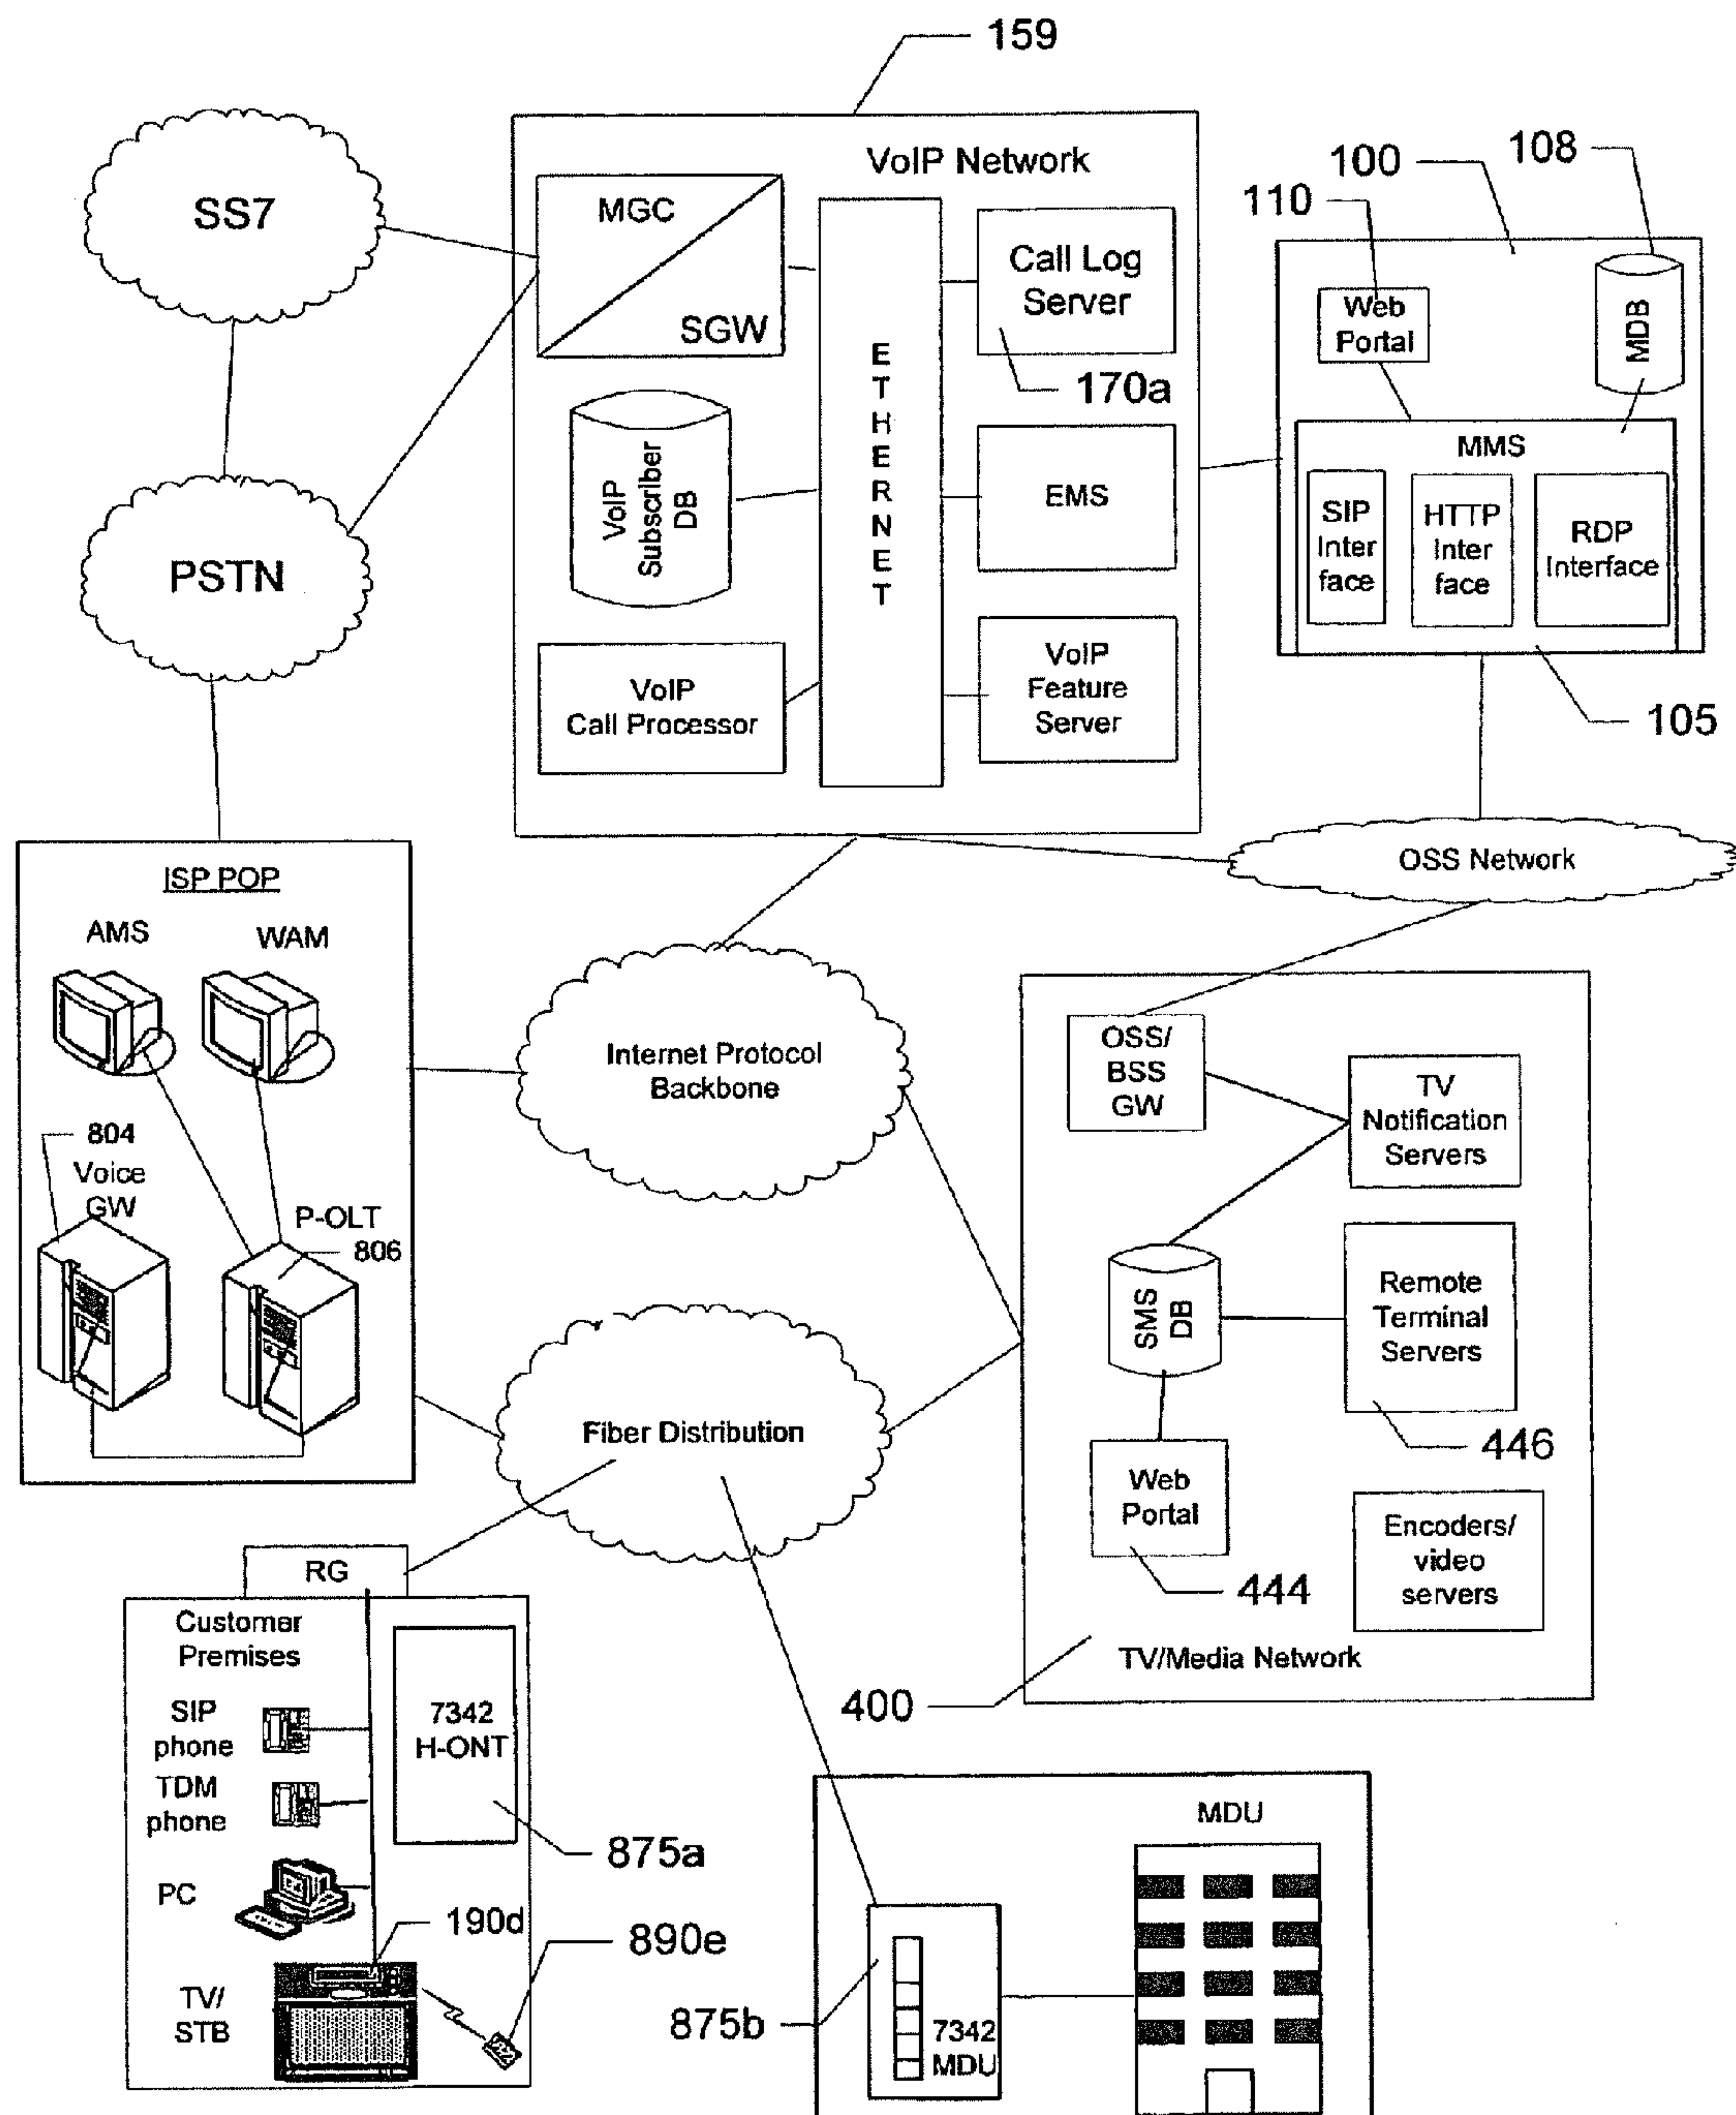 159
VoIP Network
SS7
MGC
SGW
ETHERNET
Call Log
Server
170a
VoIP
Subscriber
DB
EMS
PSTN
VoIP
Call Processor
VoIP
Feature
Server
100
108
110
Web
Portal
MDB
MMS
SIP
Inter
face
HTTP
Inter
face
RDP
Interface
105
OSS Network
ISP POP
AMS
WAM
804
Voice
GW
P-OLT
806
Internet Protocol
Backbone
Fiber Distribution
OSS/
BSS
GW
TV
Notification
Servers
SMS
DB
Remote
Terminal
Servers
446
Web
Portal
444
Encoders/
video
servers
TV/Media Network
400
RG
Customer
Premises
SIP
phone
7342
H-ONT
TDM
phone
875a
PC
190d
890e
TV/
STB
MDU
875b
7342
MDU